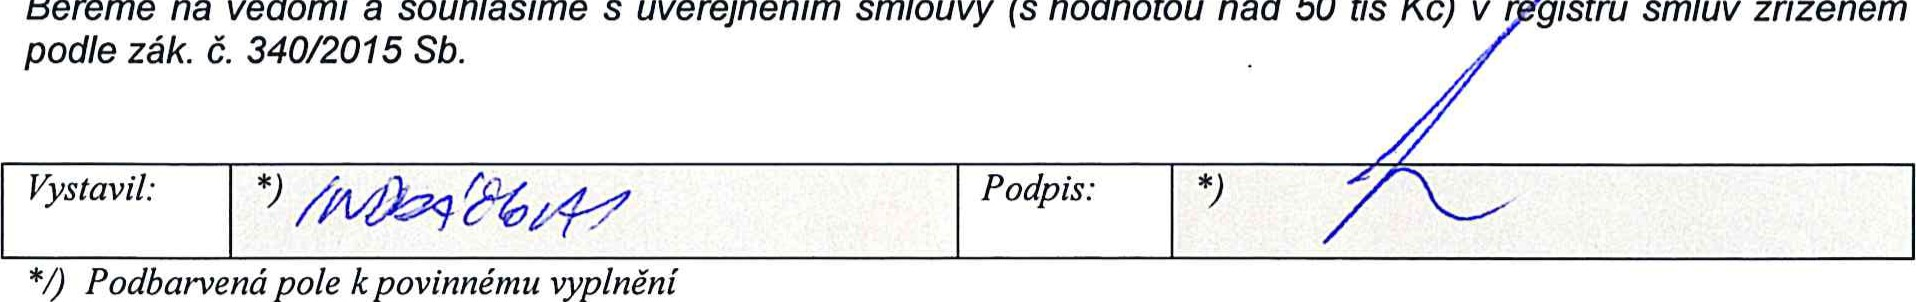 Bereme na vědomí a souhlasíme s uveřejněním smlouvy (s hodnotou nad 50 tis Kč) v registru smluv zřízeném
podle zák. č. 340/2015 Sb.
Vystavil: *) Podpis: *)
*/) Podbarvená pole k povinnému vyplnění